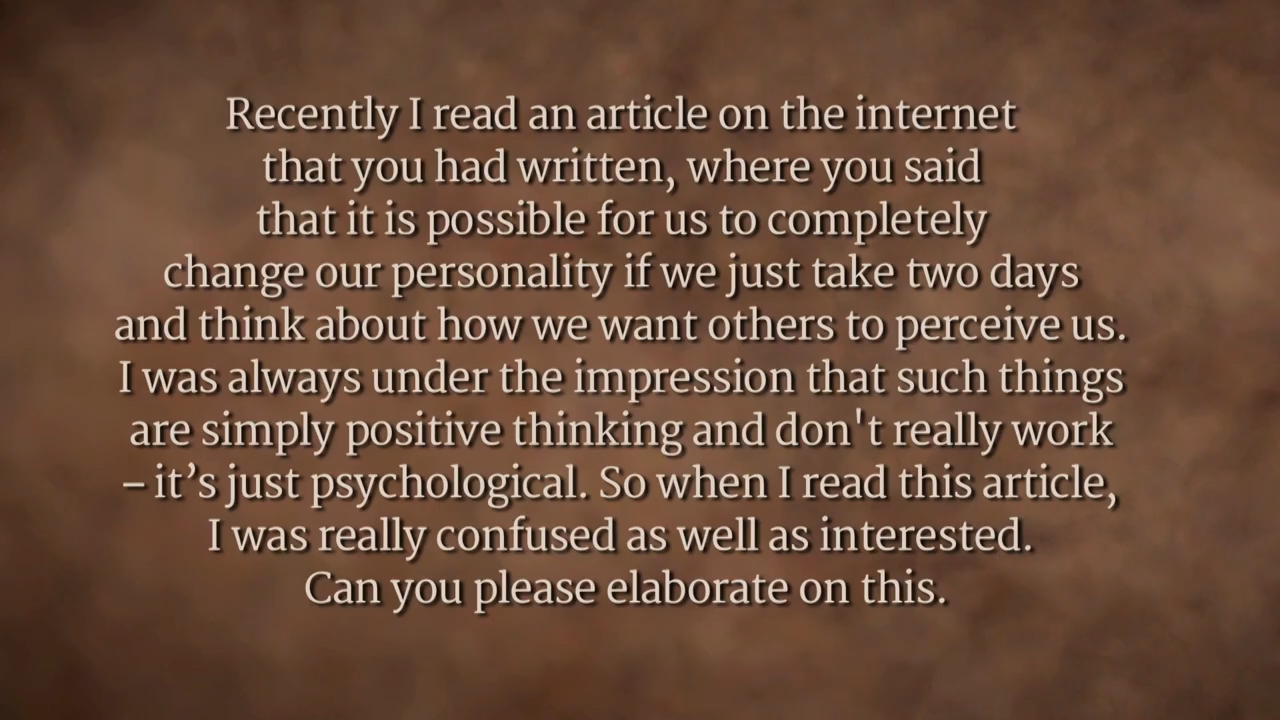 Recently I read an article on the internet
that you had written, where you said
that it is possible for us to completely
change our personality if we just take two days
and think about how we want others to perceive us.
I was always under the impression that such things
are simply positive thinking and don't really work
– it’s just psychological. So when I read this article,
I was really confused as well as interested.
Can you please elaborate on this.